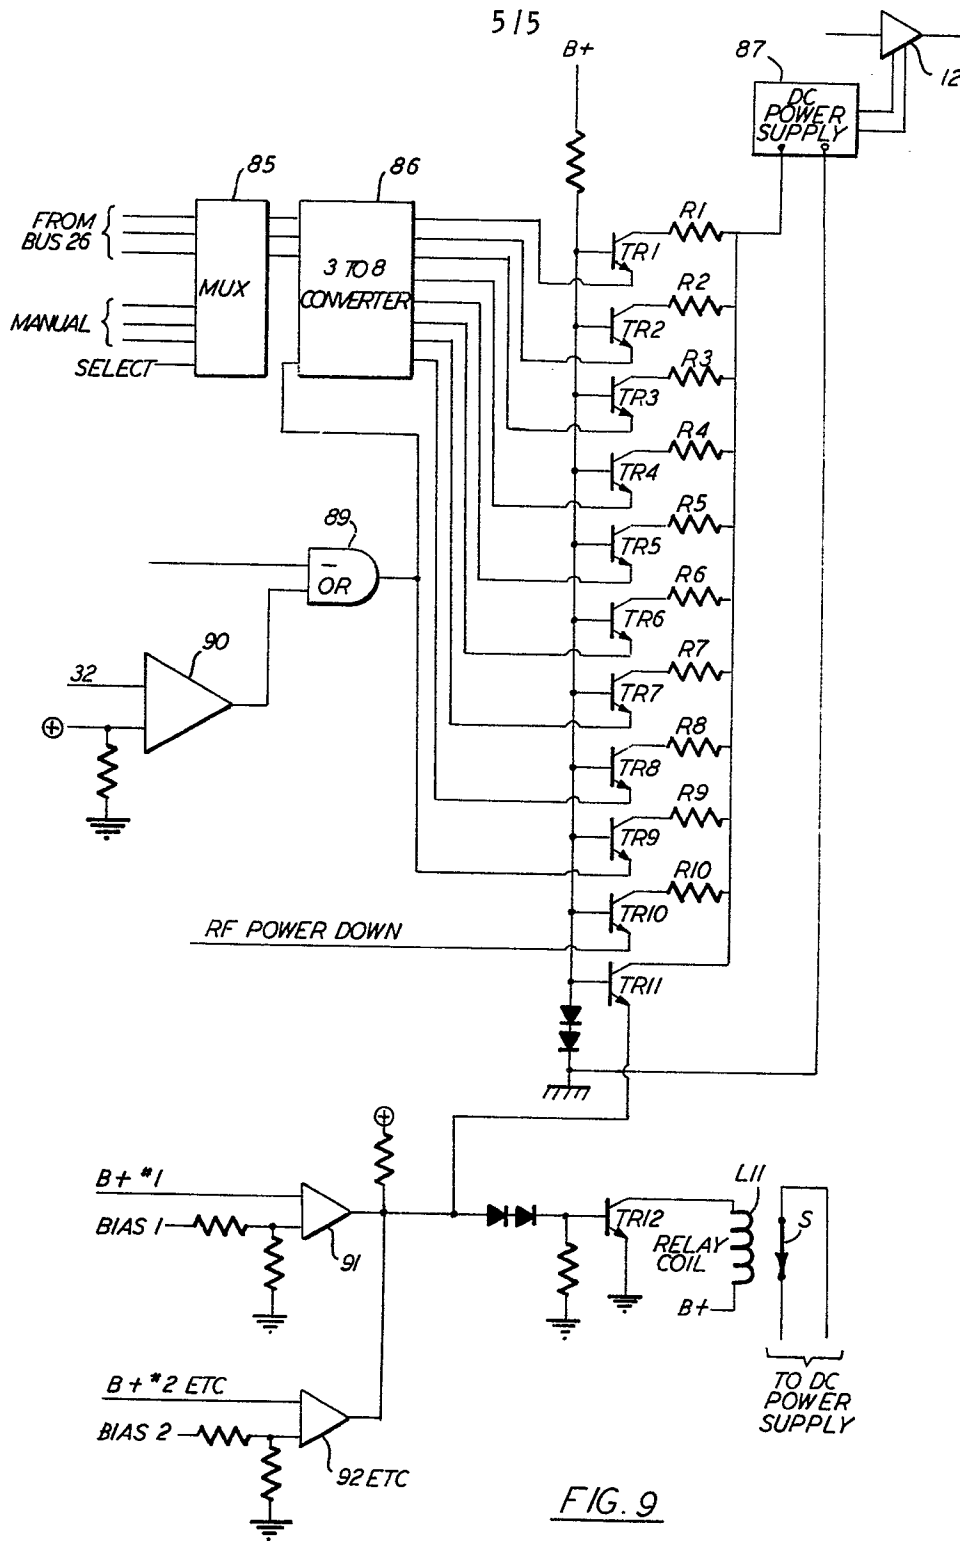 5/5
B+
87
DC
POWER
SUPPLY
12
85
86
FROM
BUS 26
MUX
3 TO 8
CONVERTER
MANUAL
SELECT
R1
TR1
R2
TR2
R3
TR3
R4
TR4
R5
TR5
R6
TR6
R7
TR7
R8
TR8
R9
TR9
R10
TR10
TR11
89
OR
90
32
+
RF POWER DOWN
+
B+ #1
BIAS 1
91
TR12
RELAY
COIL
L11
S
B+
B+ #2 ETC
BIAS 2
92 ETC
TO DC
POWER
SUPPLY
FIG. 9